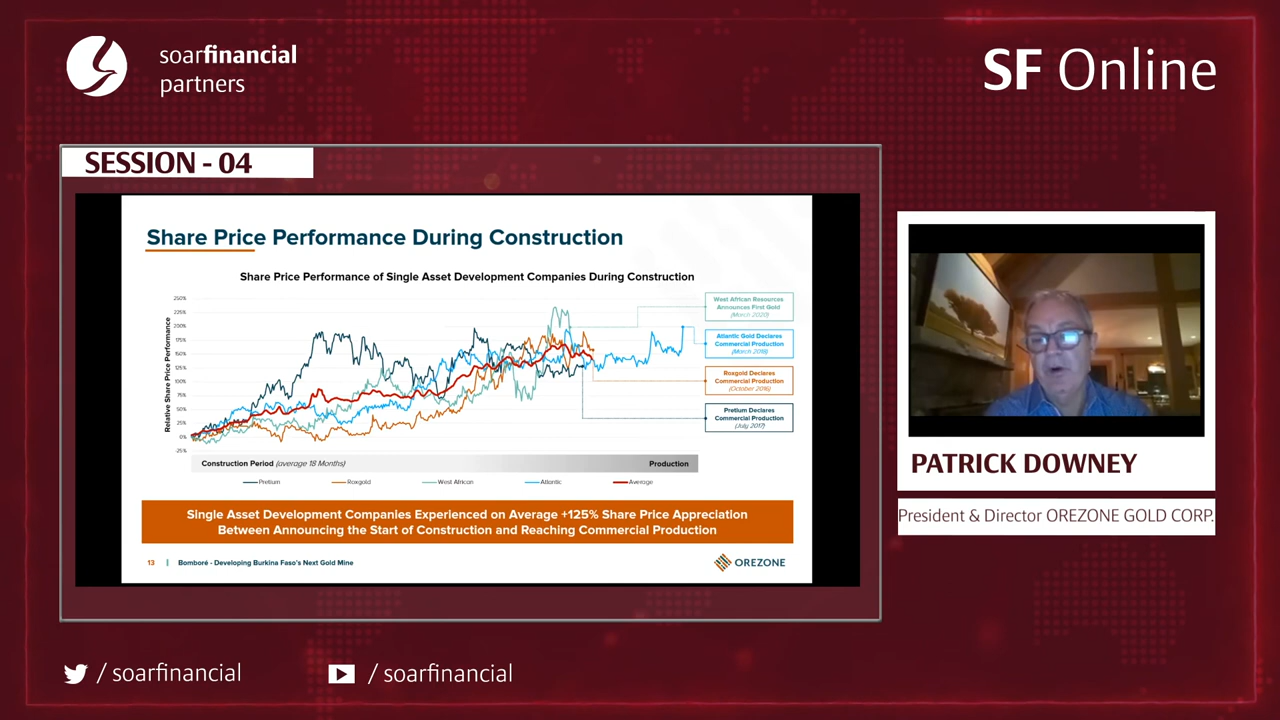 soarfinancial
partners
SF Online
SESSION - 04
Share Price Performance During Construction
Share Price Performance of Single Asset Development Companies During Construction
Relative Share Price Performance
250%
225%
200%
175%
150%
125%
100%
75%
50%
25%
0%
-25%
West African Resources
Announces First Gold
(March 2020)
Atlantic Gold Declares
Commercial Production
(March 2018)
Roxgold Declares
Commercial Production
(October 2016)
Pretium Declares
Commercial Production
(July 2017)
Construction Period (average 18 Months)
Production
Pretium
Roxgold
West African
Atlantic
Average
Single Asset Development Companies Experienced on Average +125% Share Price Appreciation
Between Announcing the Start of Construction and Reaching Commercial Production
13 | Bomboré - Developing Burkina Faso's Next Gold Mine
OREZONE
PATRICK DOWNEY
President & Director OREZONE GOLD CORP.
/ soarfinancial
/ soarfinancial